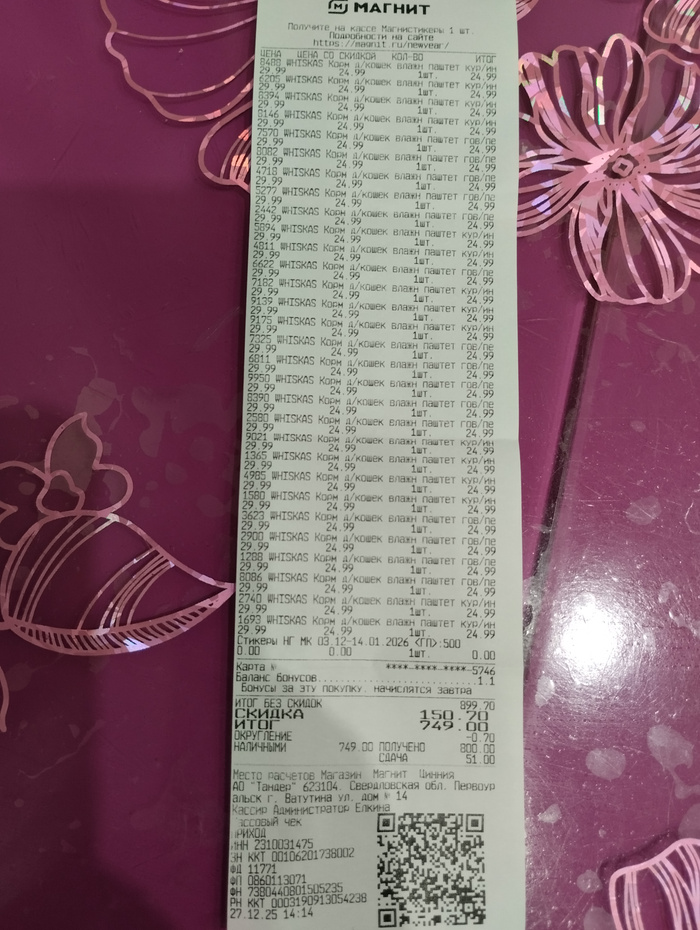 МАГНИТ
Получите на кассе Магнистикеры 1 шт.
Подробности на сайте
https://magnit.ru/newyear/
ЦЕНА ЦЕНА СО СКИДКОЙ КОЛ-ВО ИТОГ
8488 WHISKAS Корм д/кошек влажн паштет кур/ин
29.99 24.99 1шт. 24.99
6205 WHISKAS Корм д/кошек влажн паштет кур/ин
29.99 24.99 1шт. 24.99
8394 WHISKAS Корм д/кошек влажн паштет кур/ин
29.99 24.99 1шт. 24.99
8146 WHISKAS Корм д/кошек влажн паштет кур/ин
29.99 24.99 1шт. 24.99
7570 WHISKAS Корм д/кошек влажн паштет гов/пе
29.99 24.99 1шт. 24.99
8082 WHISKAS Корм д/кошек влажн паштет кур/ин
29.99 24.99 1шт. 24.99
4718 WHISKAS Корм д/кошек влажн паштет кур/ин
29.99 24.99 1шт. 24.99
5277 WHISKAS Корм д/кошек влажн паштет гов/пе
29.99 24.99 1шт. 24.99
2442 WHISKAS Корм д/кошек влажн паштет гов/пе
29.99 24.99 1шт. 24.99
5894 WHISKAS Корм д/кошек влажн паштет кур/ин
29.99 24.99 1шт. 24.99
4811 WHISKAS Корм д/кошек влажн паштет кур/ин
29.99 24.99 1шт. 24.99
6622 WHISKAS Корм д/кошек влажн паштет гов/пе
29.99 24.99 1шт. 24.99
7182 WHISKAS Корм д/кошек влажн паштет кур/ин
29.99 24.99 1шт. 24.99
9139 WHISKAS Корм д/кошек влажн паштет кур/ин
29.99 24.99 1шт. 24.99
9175 WHISKAS Корм д/кошек влажн паштет кур/ин
29.99 24.99 1шт. 24.99
7325 WHISKAS Корм д/кошек влажн паштет гов/пе
29.99 24.99 1шт. 24.99
6811 WHISKAS Корм д/кошек влажн паштет гов/пе
29.99 24.99 1шт. 24.99
9950 WHISKAS Корм д/кошек влажн паштет гов/пе
29.99 24.99 1шт. 24.99
8390 WHISKAS Корм д/кошек влажн паштет гов/пе
29.99 24.99 1шт. 24.99
2580 WHISKAS Корм д/кошек влажн паштет гов/пе
29.99 24.99 1шт. 24.99
9021 WHISKAS Корм д/кошек влажн паштет кур/ин
29.99 24.99 1шт. 24.99
1365 WHISKAS Корм д/кошек влажн паштет кур/ин
29.99 24.99 1шт. 24.99
4985 WHISKAS Корм д/кошек влажн паштет гов/пе
29.99 24.99 1шт. 24.99
1580 WHISKAS Корм д/кошек влажн паштет гов/пе
29.99 24.99 1шт. 24.99
3623 WHISKAS Корм д/кошек влажн паштет гов/пе
29.99 24.99 1шт. 24.99
2900 WHISKAS Корм д/кошек влажн паштет гов/пе
29.99 24.99 1шт. 24.99
1288 WHISKAS Корм д/кошек влажн паштет гов/пе
29.99 24.99 1шт. 24.99
8086 WHISKAS Корм д/кошек влажн паштет гов/пе
29.99 24.99 1шт. 24.99
2740 WHISKAS Корм д/кошек влажн паштет кур/ин
29.99 24.99 1шт. 24.99
1693 WHISKAS Корм д/кошек влажн паштет кур/ин
29.99 24.99 1шт. 24.99
Стикеры НГ МК 03.12-14.01.2026 <ГП>:500
0.00 0.00 1шт. 0.00
Карта № ****-****-****-5746
Баланс Бонусов.........................1.1
Бонусы за эту покупку, начислятся завтра
ИТОГ БЕЗ СКИДОК 899.70
СКИДКА 150.70
ИТОГ 749.00
ОКРУГЛЕНИЕ -0.70
НАЛИЧНЫМИ 749.00 ПОЛУЧЕНО 800.00
СДАЧА 51.00
Место расчетов Магазин Магнит Цинния
АО "Тандер" 623104. Свердловская обл. Первоур
альск г. Ватутина ул. дом № 14
Кассир Администратор Елкина
Кассовый чек
ПРИХОД
ИНН 2310031475
ЗН ККТ 00106201738002
ФД 11771
ФП 0860113071
ФН 7380440801505235
РН ККТ 0003190913054238
27.12.25 14:14